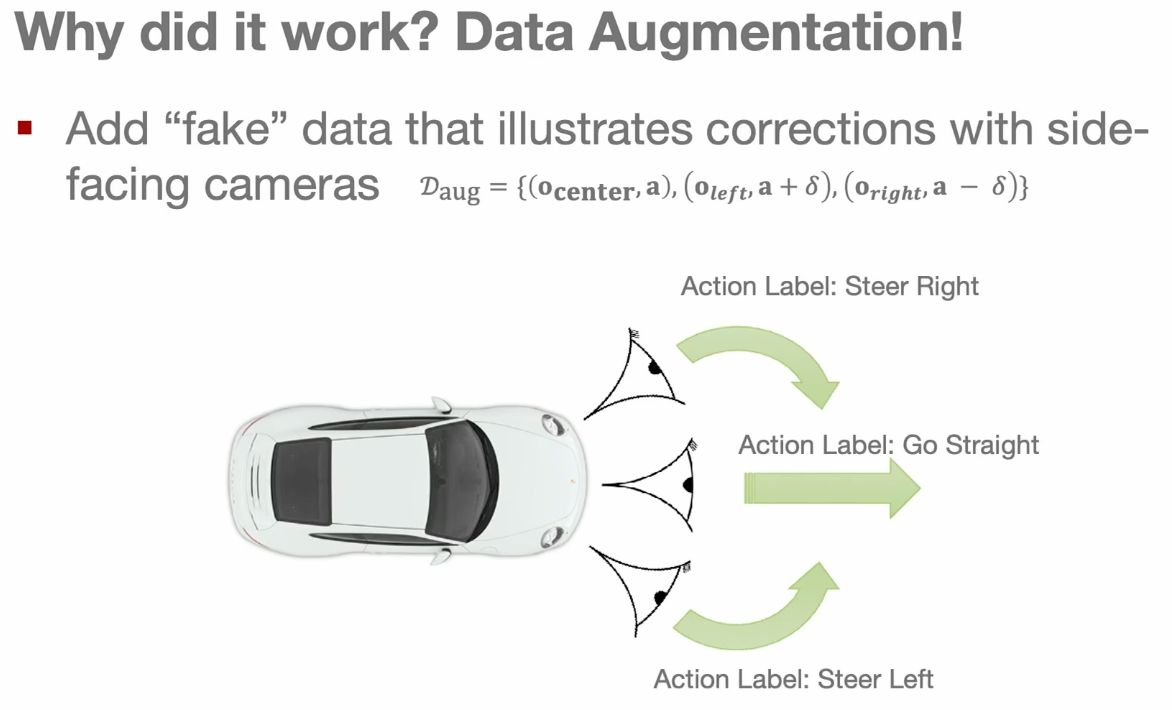 Why did it work? Data Augmentation!
▪ Add “fake” data that illustrates corrections with side-
facing cameras 𝒟aug = {(𝐨center, 𝐚), (𝐨left, 𝐚 + δ), (𝐨right, 𝐚 − δ)}
Action Label: Steer Right
Action Label: Go Straight
Action Label: Steer Left